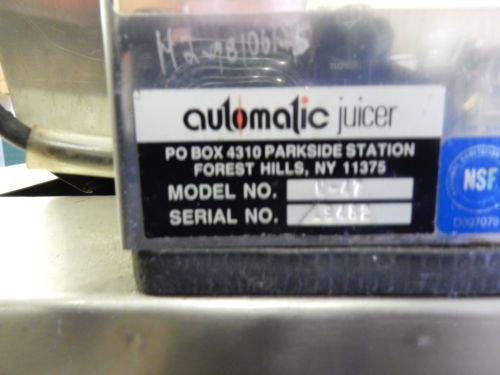 automatic juicer
PO BOX 4310 PARKSIDE STATION
FOREST HILLS, NY 11375
MODEL NO.
SERIAL NO.
NSF